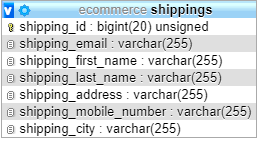 v ecommerce shippings
shipping_id : bigint(20) unsigned
shipping_email : varchar(255)
shipping_first_name : varchar(255)
shipping_last_name : varchar(255)
shipping_address : varchar(255)
shipping_mobile_number : varchar(255)
shipping_city : varchar(255)